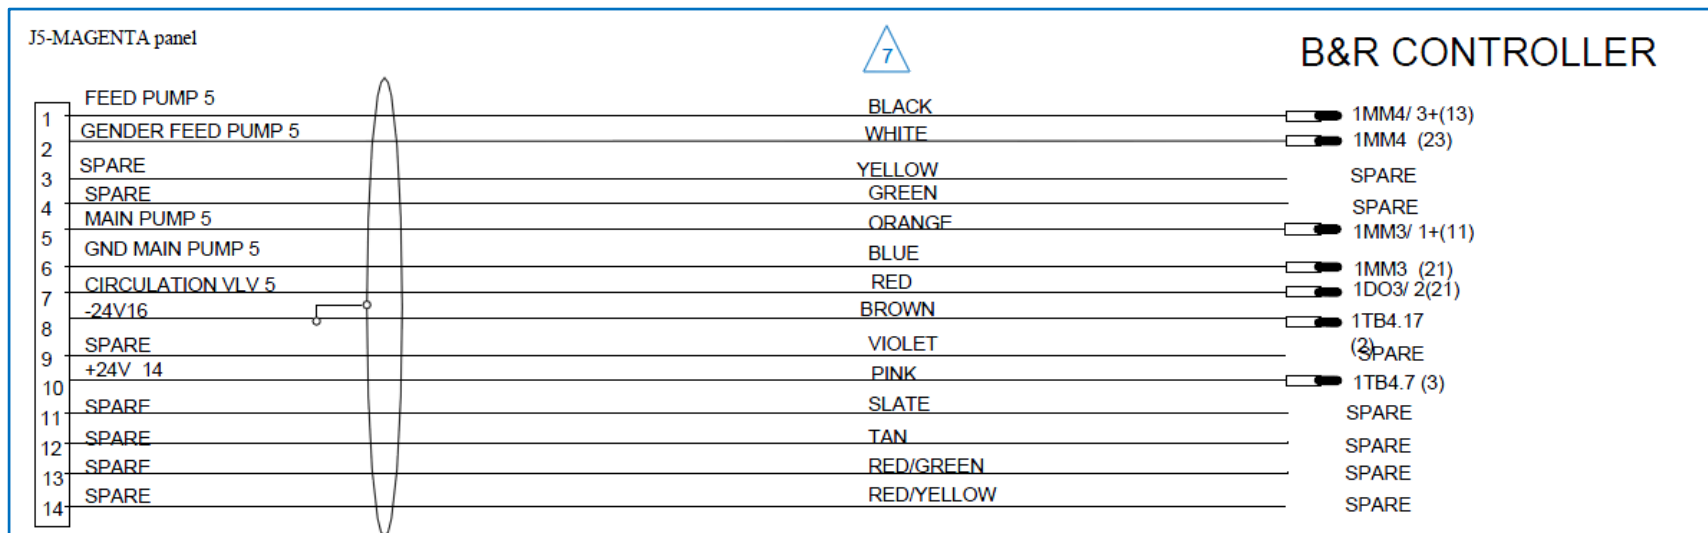 J5-MAGENTA panel
7
B&R CONTROLLER
1 FEED PUMP 5 BLACK 1MM4/ 3+(13)
2 GENDER FEED PUMP 5 WHITE 1MM4 (23)
3 SPARE YELLOW SPARE
4 SPARE GREEN SPARE
5 MAIN PUMP 5 ORANGE 1MM3/ 1+(11)
6 GND MAIN PUMP 5 BLUE 1MM3 (21)
7 CIRCULATION VLV 5 RED 1DO3/ 2(21)
8 -24V16 BROWN 1TB4.17
(2)
9 SPARE VIOLET SPARE
10 +24V 14 PINK 1TB4.7 (3)
11 SPARE SLATE SPARE
12 SPARE TAN SPARE
13 SPARE RED/GREEN SPARE
14 SPARE RED/YELLOW SPARE